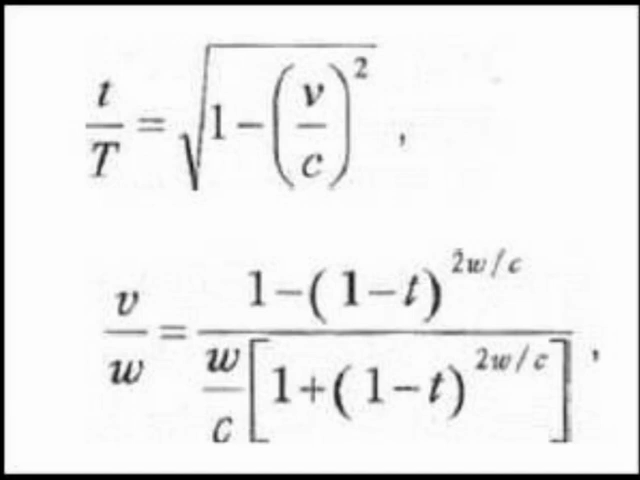 t/T = √(1−(v/c)²) ,
v/w = (1−(1−t)^(2w/c)) / ((w/c)[1+(1−t)^(2w/c)]) ,